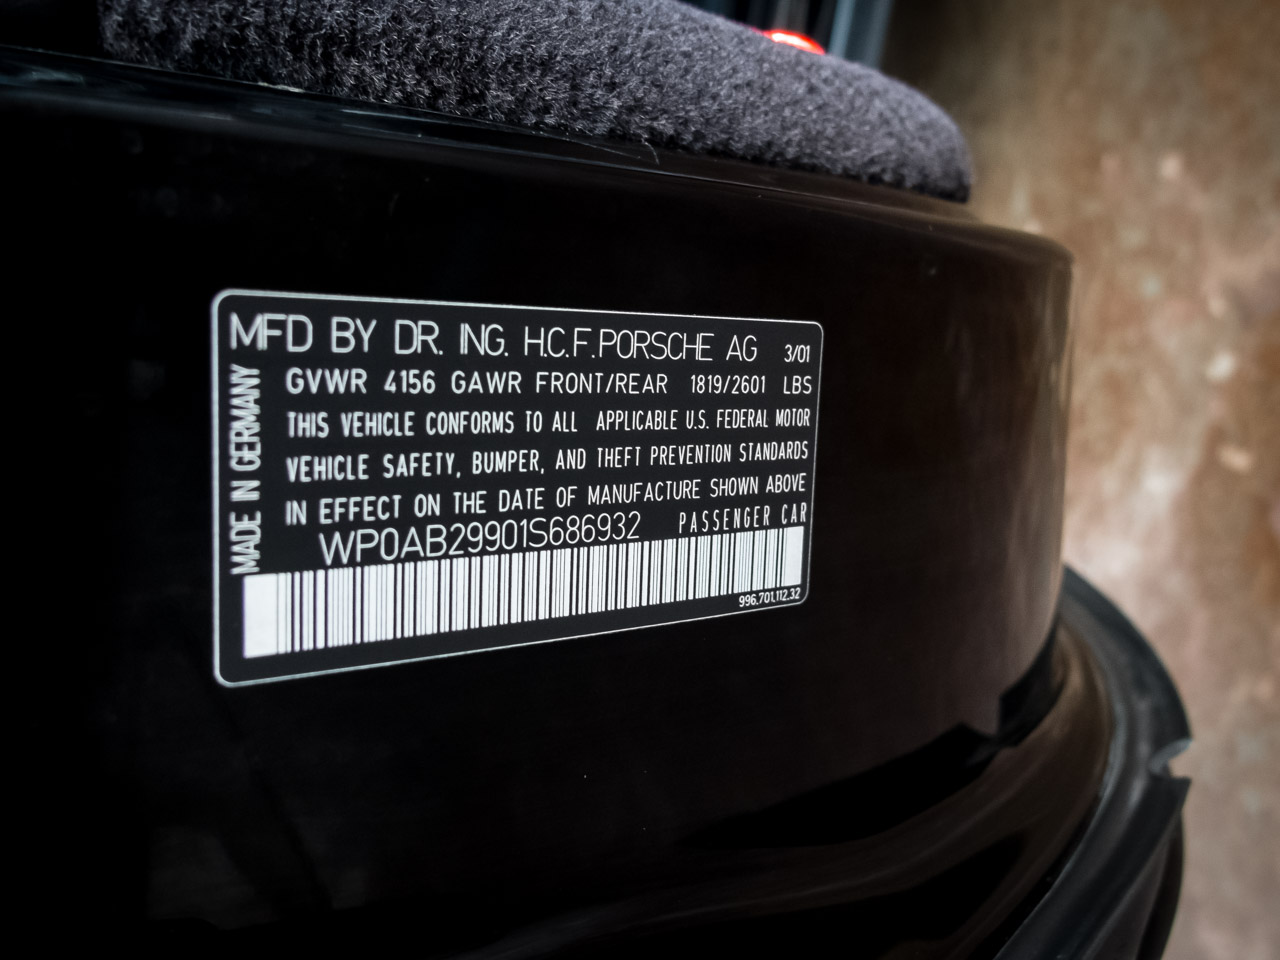 MFD BY DR. ING. H.C.F. PORSCHE AG 3/01
GVWR 4156 GAWR FRONT/REAR 1819/2601 LBS
THIS VEHICLE CONFORMS TO ALL APPLICABLE U.S. FEDERAL MOTOR
VEHICLE SAFETY, BUMPER, AND THEFT PREVENTION STANDARDS
IN EFFECT ON THE DATE OF MANUFACTURE SHOWN ABOVE
WP0AB29901S686932 PASSENGER CAR
996.701.112.32
MADE IN GERMANY